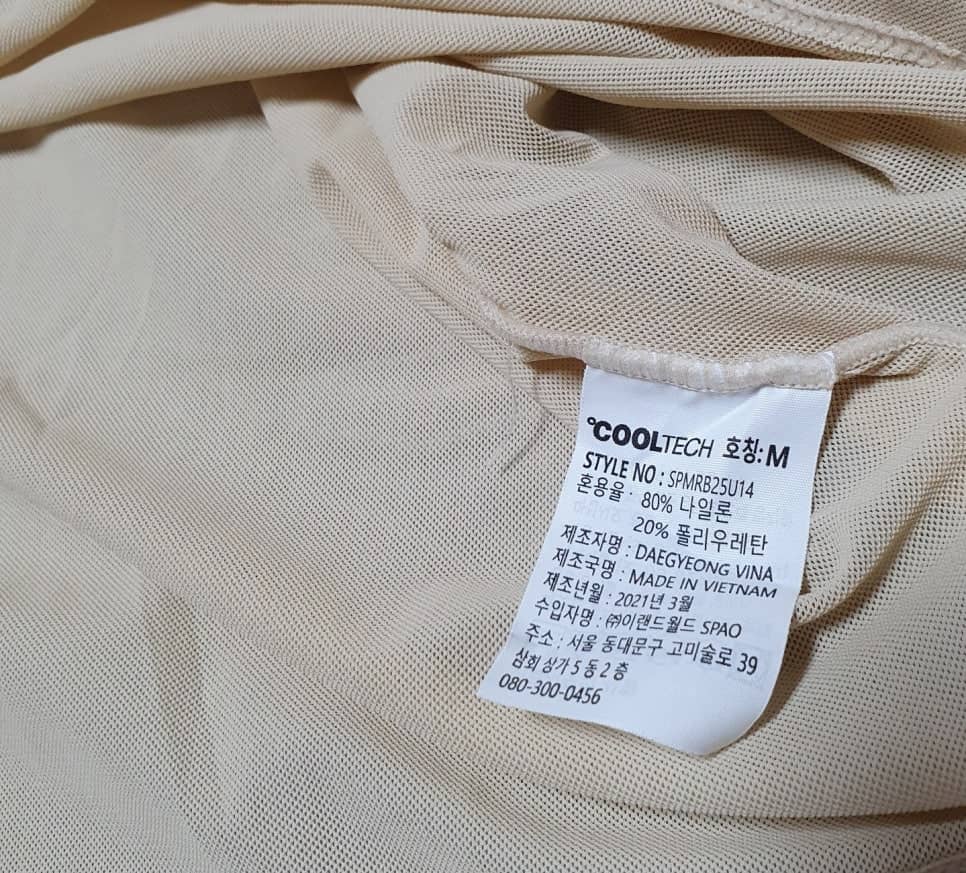 °COOLTECH 호칭: M
STYLE NO : SPMRB25U14
혼용율 : 80% 나일론
20% 폴리우레탄
제조자명 : DAEGYEONG VINA
제조국명 : MADE IN VIETNAM
제조년월 : 2021년 3월
수입자명 : ㈜이랜드월드 SPAO
주소 : 서울 동대문구 고미술로 39
삼희 상가 5 동 2 층
080-300-0456